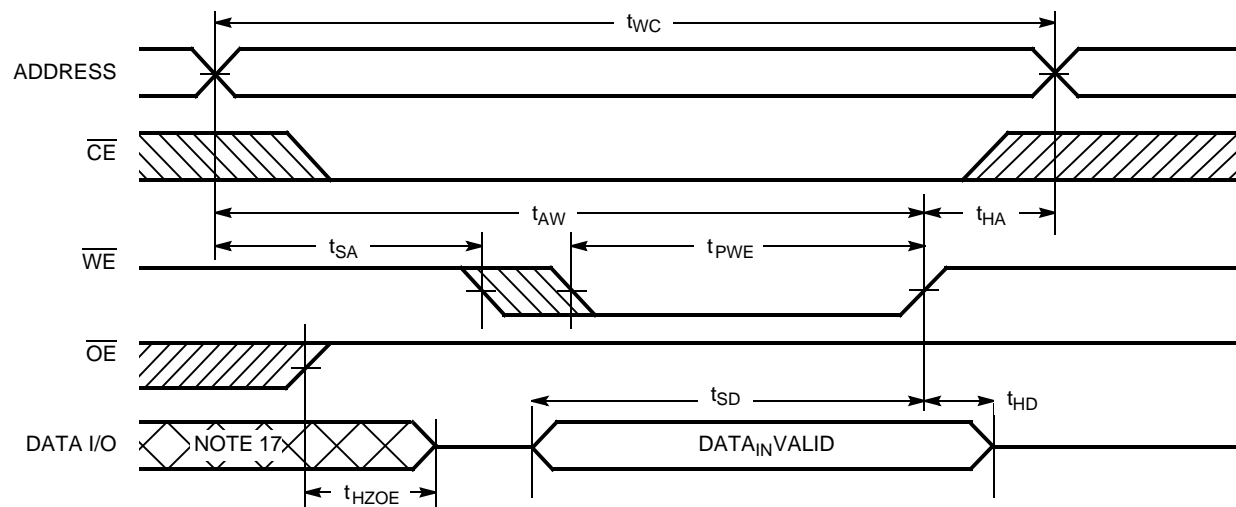 tWC
ADDRESS
CE
tAW
tHA
tSA
tPWE
WE
OE
tSD
tHD
DATA I/O
NOTE 17
DATAINVALID
tHZOE